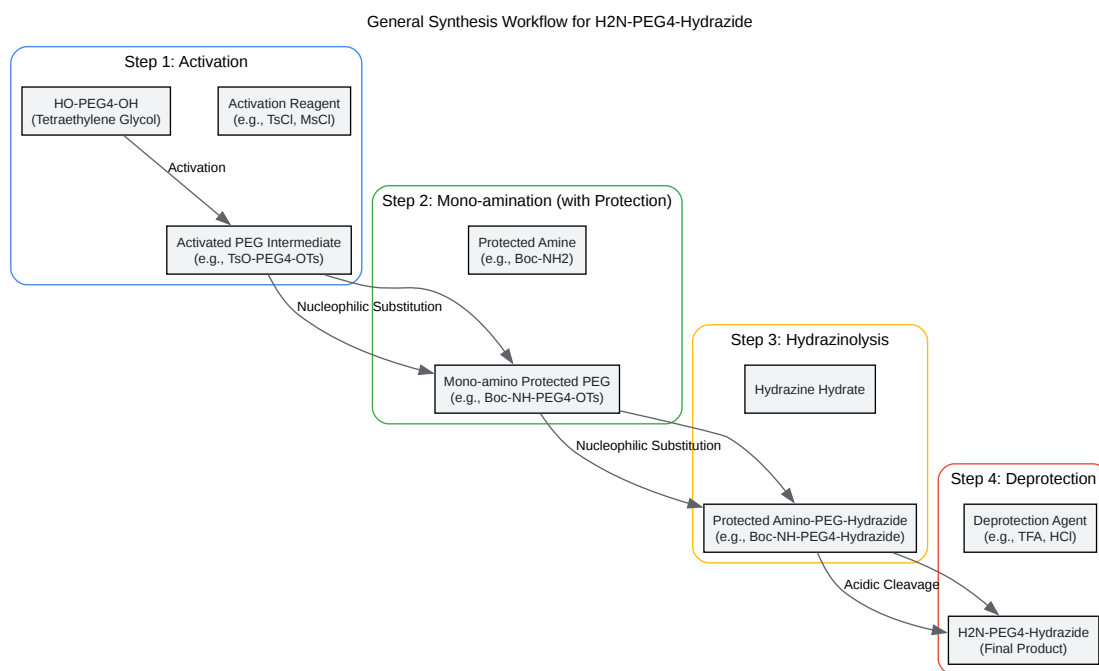 General Synthesis Workflow for H2N-PEG4-Hydrazide
Step 1: Activation
HO-PEG4-OH
(Tetraethylene Glycol)
Activation Reagent
(e.g., TsCl, MsCl)
Activation
Activated PEG Intermediate
(e.g., TsO-PEG4-OTs)
Step 2: Mono-amination (with Protection)
Protected Amine
(e.g., Boc-NH2)
Nucleophilic Substitution
Mono-amino Protected PEG
(e.g., Boc-NH-PEG4-OTs)
Step 3: Hydrazinolysis
Hydrazine Hydrate
Nucleophilic Substitution
Protected Amino-PEG-Hydrazide
(e.g., Boc-NH-PEG4-Hydrazide)
Step 4: Deprotection
Deprotection Agent
(e.g., TFA, HCl)
Acidic Cleavage
H2N-PEG4-Hydrazide
(Final Product)